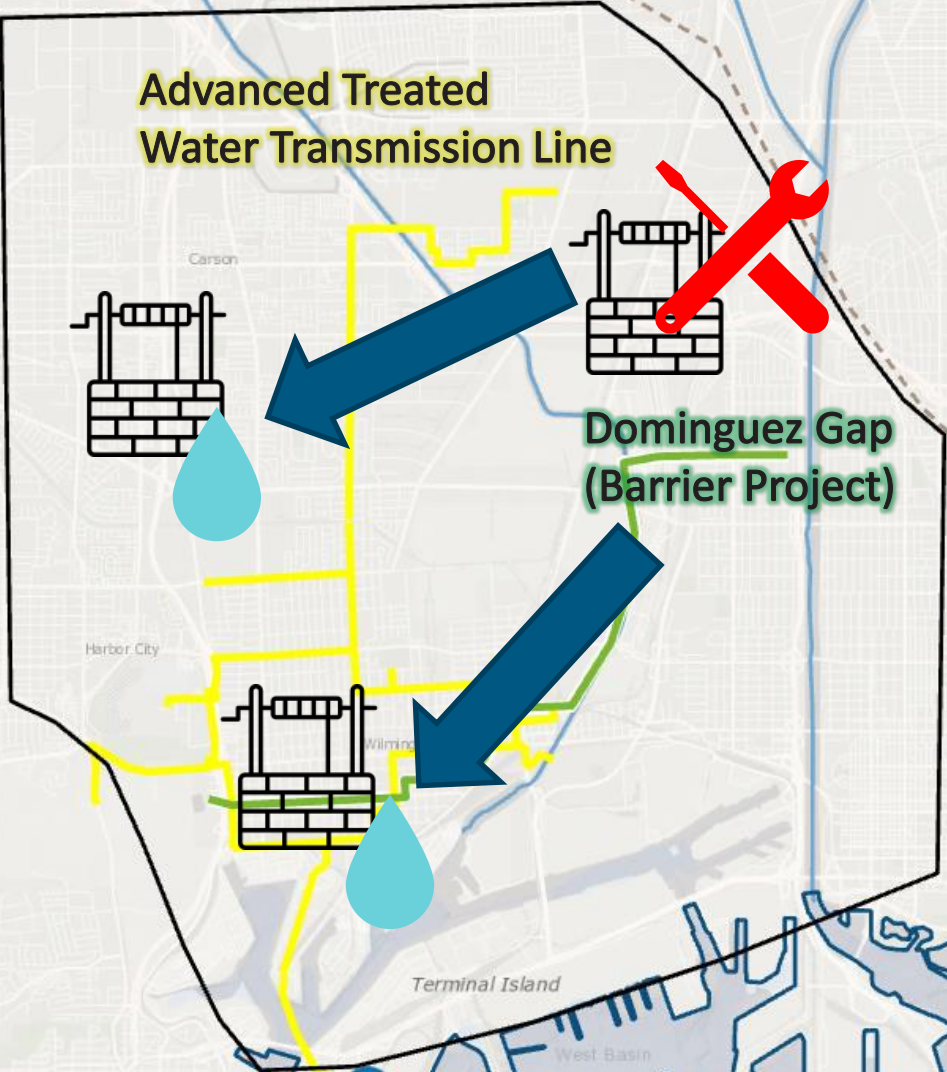 Advanced Treated
Water Transmission Line
Carson
Dominguez Gap
(Barrier Project)
Harbor City
Wilming
Terminal Island
West Basin